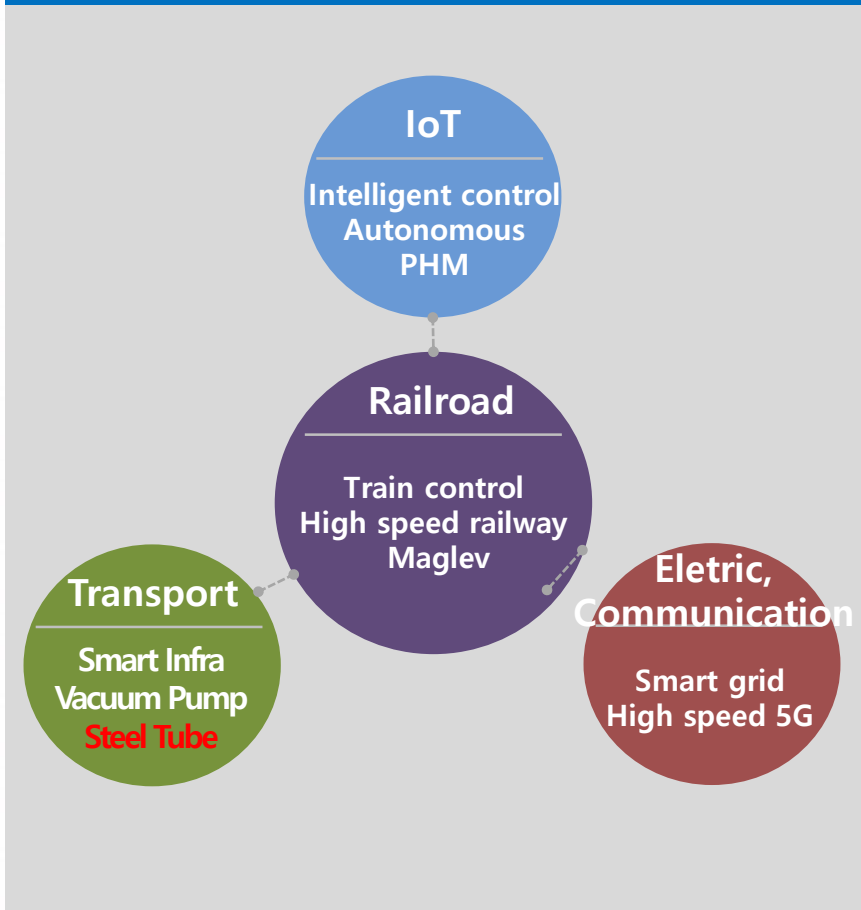 IoT
Intelligent control
Autonomous
PHM
Railroad
Train control
High speed railway
Maglev
Transport
Smart Infra
Vacuum Pump
Steel Tube
Eletric,
Communication
Smart grid
High speed 5G